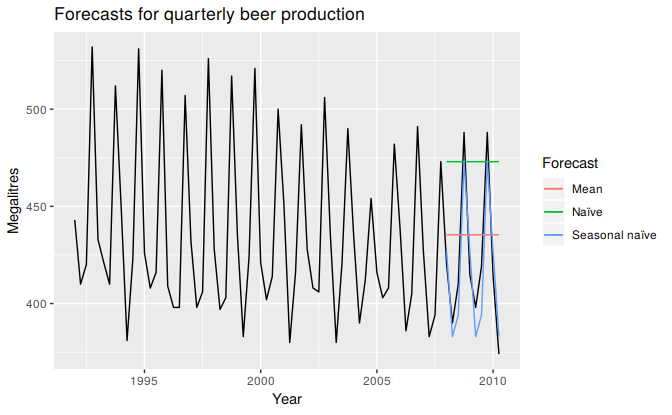 Forecasts for quarterly beer production
500
450
400
Megalitres
1995
2000
2005
2010
Year
Forecast
Mean
Naïve
Seasonal naïve